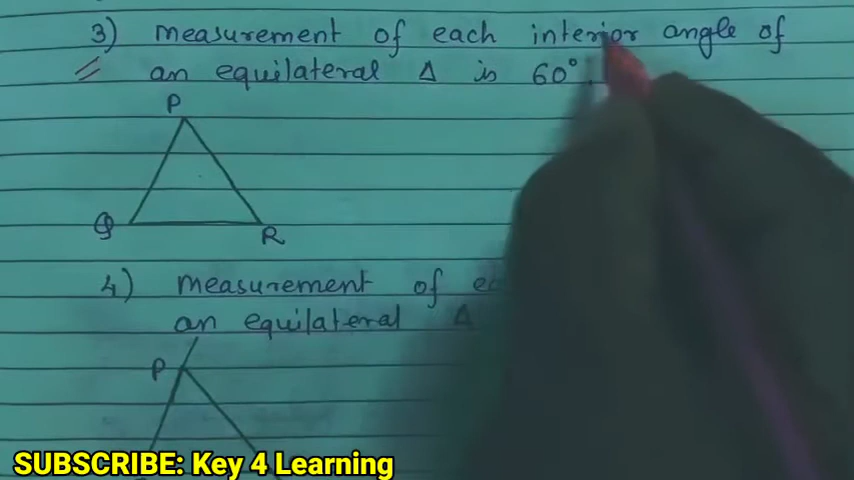 3) measurement of each interior angle of
an equilateral Δ is 60°.
P
Q
R
4) measurement of
an equilateral Δ
P
SUBSCRIBE: Key 4 Learning